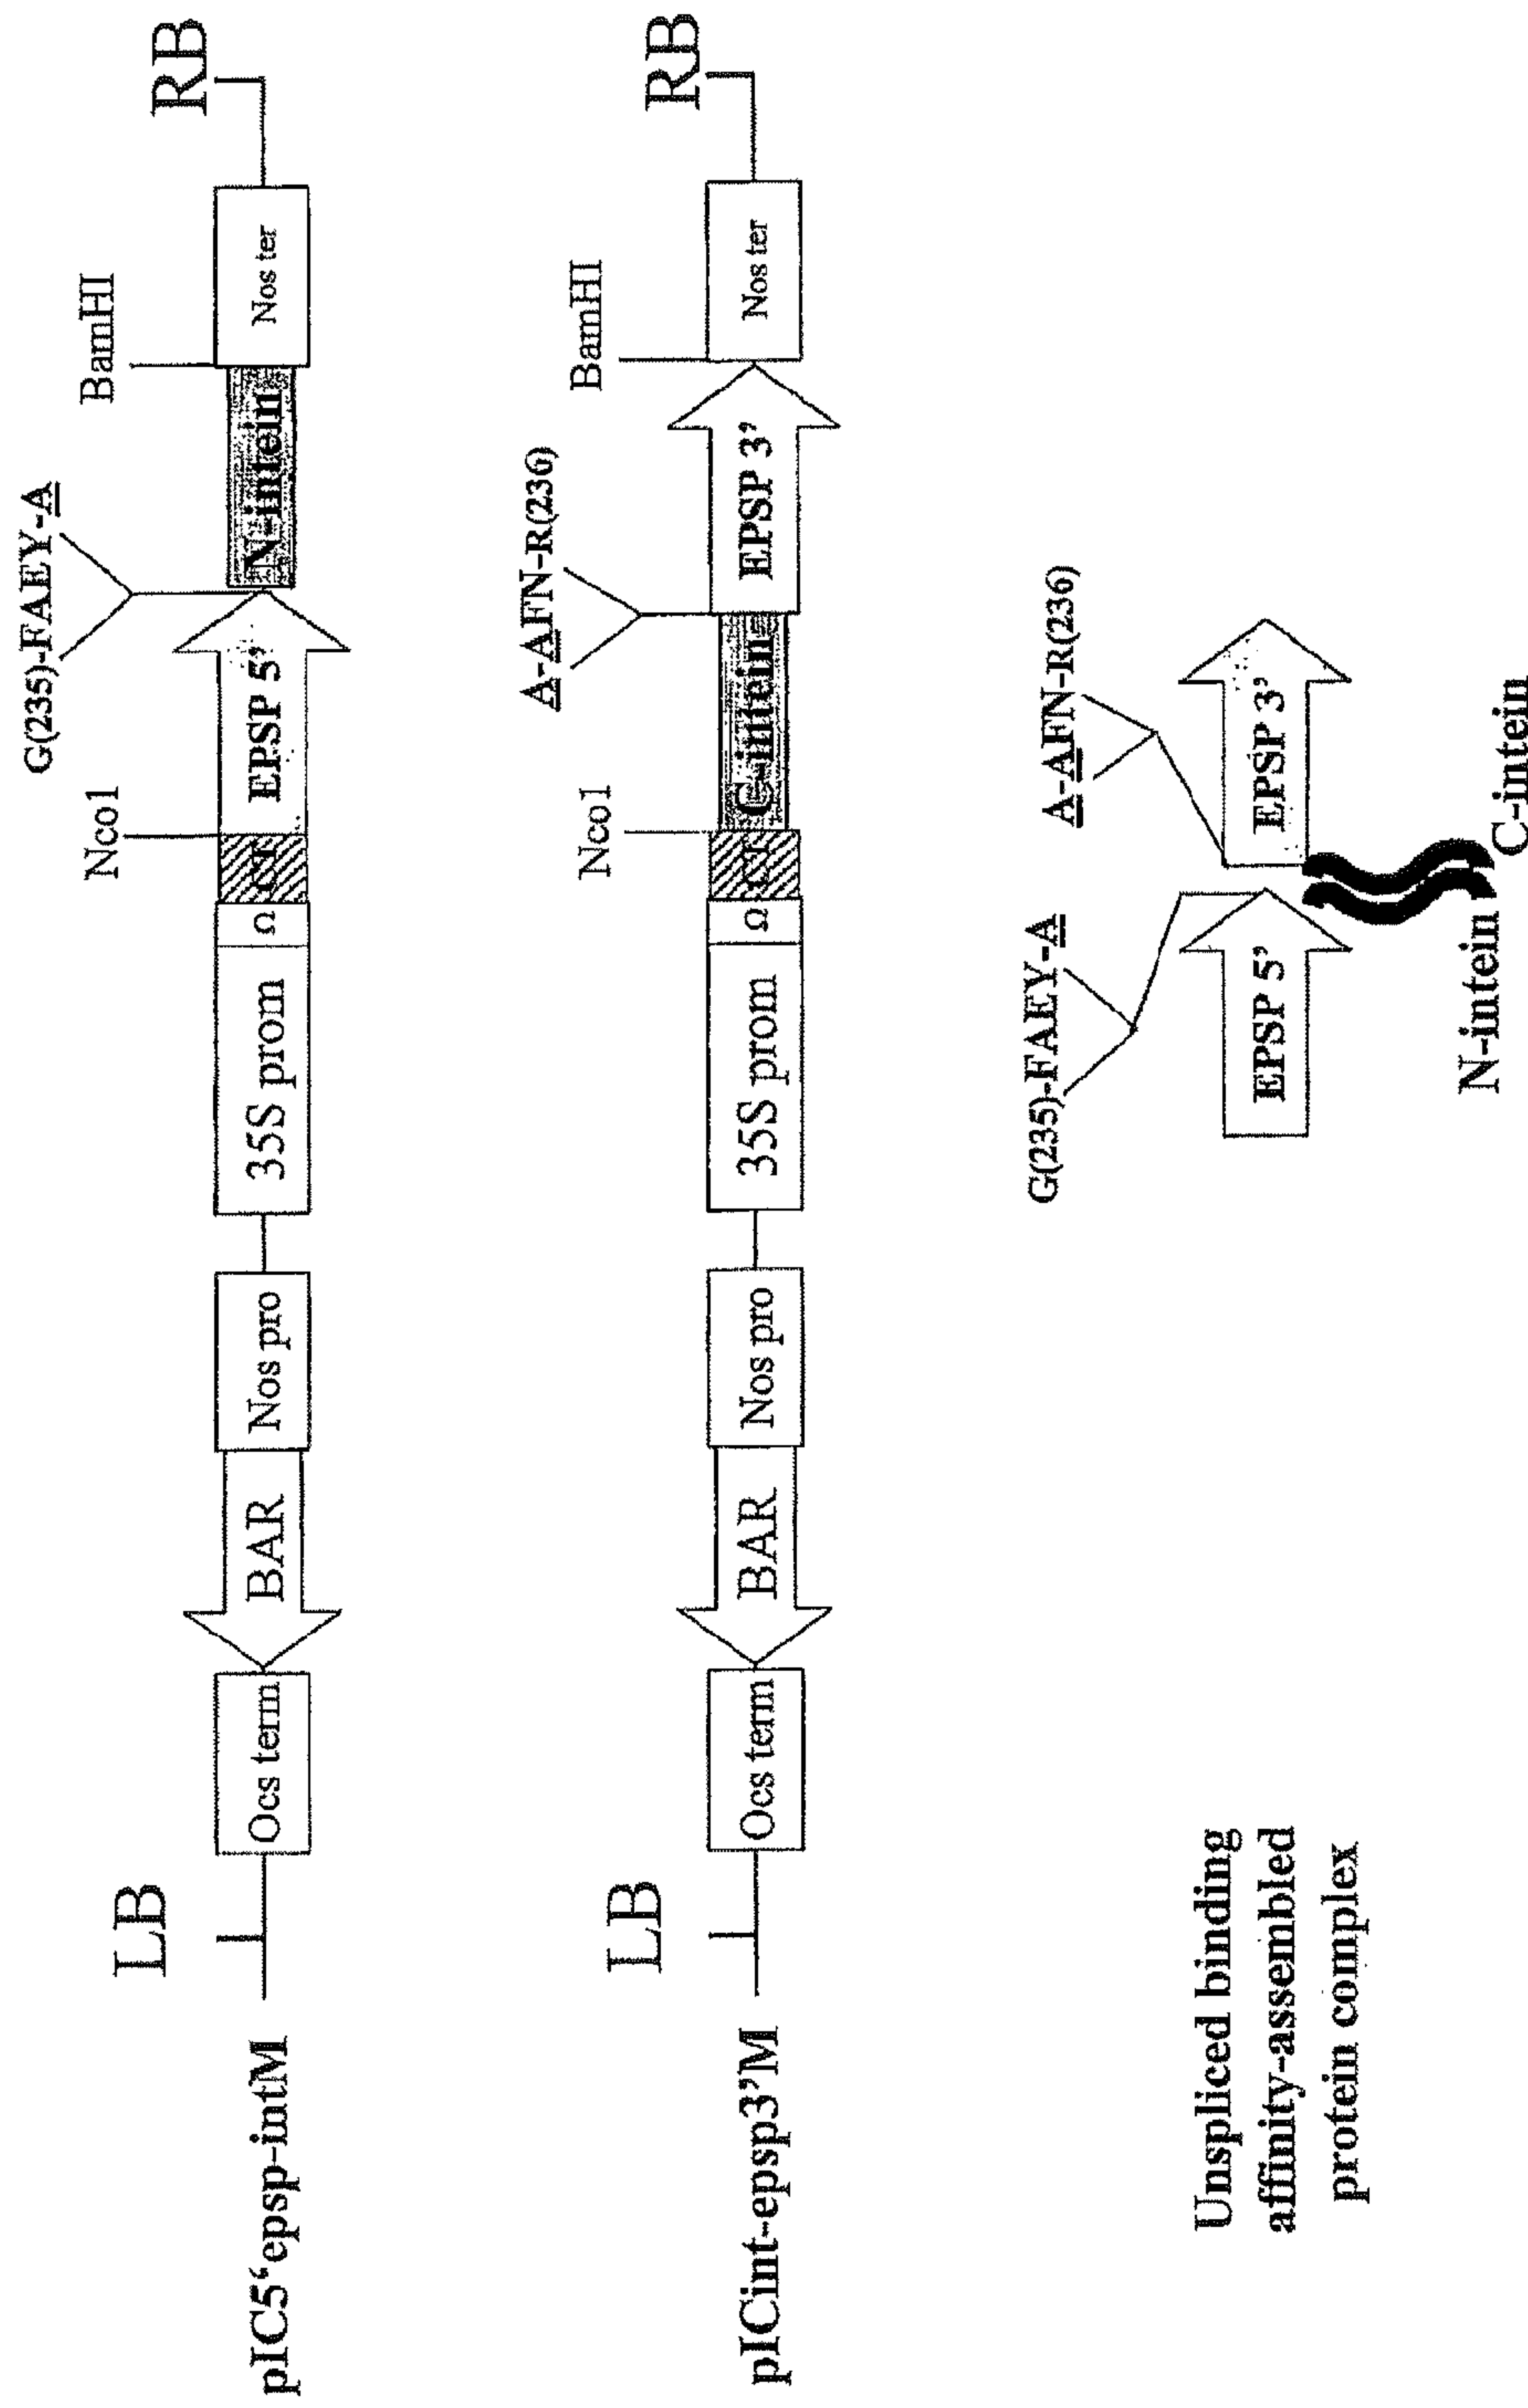 pIC5‘epsp-intM
LB
Ocs term
BAR
Nos pro
35S prom
Ω
CT
Nco1
EPSP 5’
G(235)-FAEY-A
N-intein
BamHI
Nos ter
RB
pICint-epsp3’M
LB
Ocs term
BAR
Nos pro
35S prom
Ω
CT
Nco1
C-intein
A-AFN-R(236)
EPSP 3’
BamHI
Nos ter
RB
Unspliced binding
affinity-assembled
protein complex
G(235)-FAEY-A
A-AFN-R(236)
EPSP 5’
EPSP 3’
N-intein
C-intein